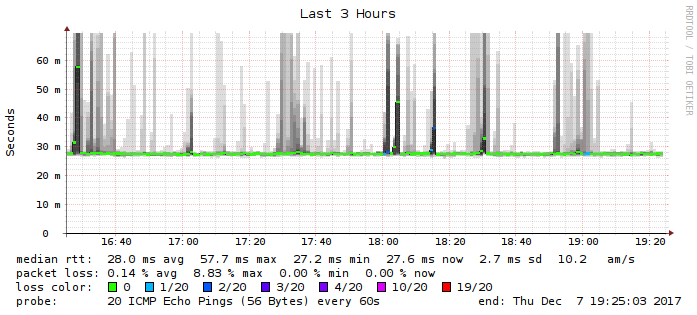 Last 3 Hours
RRDTOOL / TOBI OETIKER
Seconds
60 m
50 m
40 m
30 m
20 m
10 m
0
16:40 17:00 17:20 17:40 18:00 18:20 18:40 19:00 19:20
median rtt: 28.0 ms avg 57.7 ms max 27.2 ms min 27.6 ms now 2.7 ms sd 10.2 am/s
packet loss: 0.14 % avg 8.83 % max 0.00 % min 0.00 % now
loss color: 0 1/20 2/20 3/20 4/20 10/20 19/20
probe: 20 ICMP Echo Pings (56 Bytes) every 60s end: Thu Dec 7 19:25:03 2017